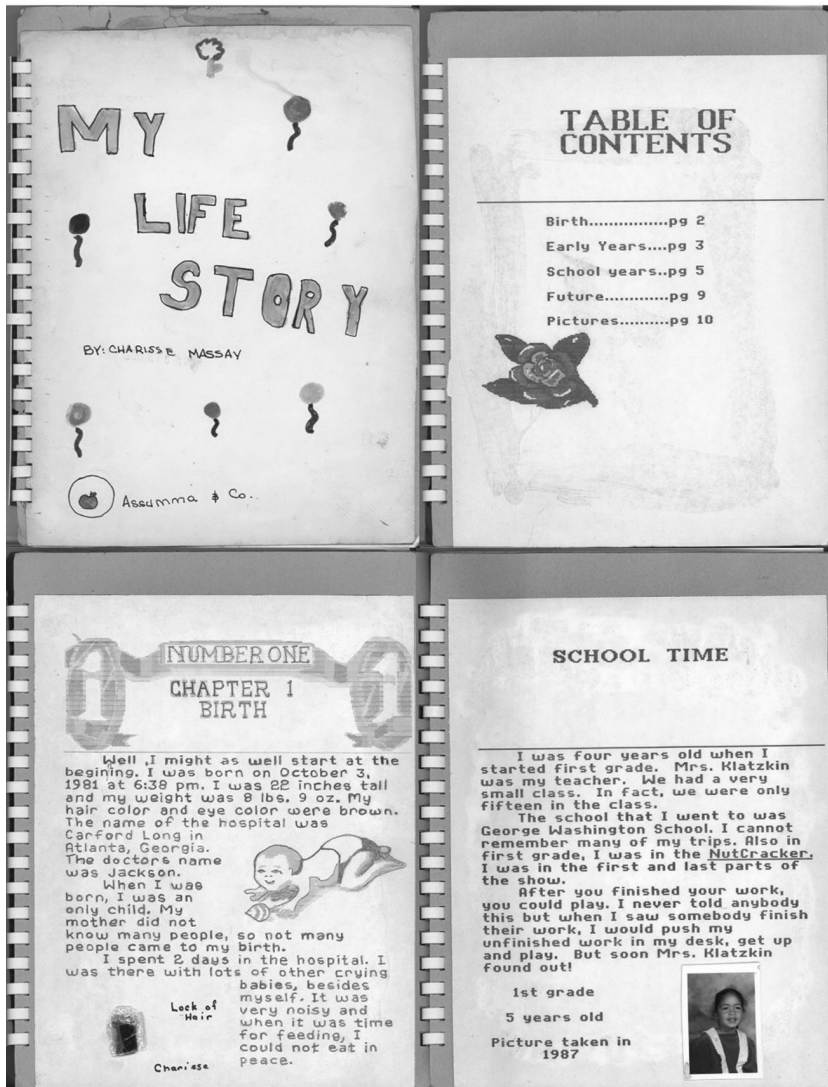 MY
LIFE
STORY
BY: CHARISSE MASSAY
Assumma & Co.
TABLE OF
CONTENTS
Birth................pg 2
Early Years....pg 3
School years..pg 5
Future............pg 9
Pictures..........pg 10
NUMBER ONE
1 1
CHAPTER 1
BIRTH
Well ,I might as well start at the
begining. I was born on October 3,
1981 at 6:38 pm. I was 22 inches tall
and my weight was 8 lbs. 9 oz. My
hair color and eye color were brown.
The name of the hospital was
Carford Long in
Atlanta, Georgia.
The doctors name
was Jackson.
When I was
born, I was an
only child. My
mother did not
know many people, so not many
people came to my birth.
I spent 2 days in the hospital. I
was there with lots of other crying
babies, besides
myself. It was
very noisy and
when it was time
for feeding, I
could not eat in
peace.
Lock of
Hair
Charisse
SCHOOL TIME
I was four years old when I
started first grade. Mrs. Klatzkin
was my teacher. We had a very
small class. In fact, we were only
fifteen in the class.
The school that I went to was
George Washington School. I cannot
remember many of my trips. Also in
first grade, I was in the NutCracker.
I was in the first and last parts of
the show.
After you finished your work,
you could play. I never told anybody
this but when I saw somebody finish
their work, I would push my
unfinished work in my desk, get up
and play. But soon Mrs. Klatzkin
found out!
1st grade
5 years old
Picture taken in
1987